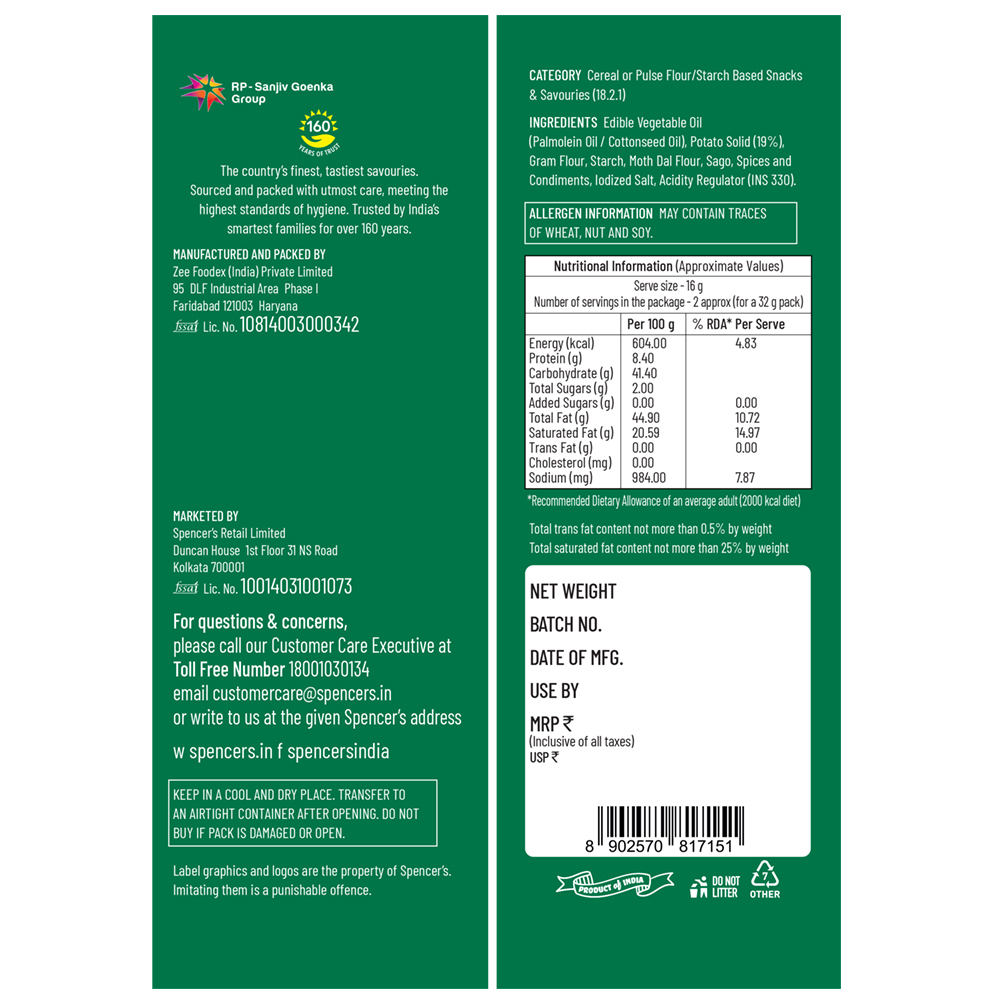 RP-Sanjiv Goenka
Group
160
YEARS OF TRUST
The country's finest, tastiest savouries.
Sourced and packed with utmost care, meeting the
highest standards of hygiene. Trusted by India's
smartest families for over 160 years.
MANUFACTURED AND PACKED BY
Zee Foodex (India) Private Limited
95 DLF Industrial Area Phase I
Faridabad 121003 Haryana
fssai Lic. No. 10814003000342
MARKETED BY
Spencer's Retail Limited
Duncan House 1st Floor 31 NS Road
Kolkata 700001
fssai Lic. No. 10014031001073
For questions & concerns,
please call our Customer Care Executive at
Toll Free Number 18001030134
email customercare@spencers.in
or write to us at the given Spencer's address
w spencers.in f spencersindia
KEEP IN A COOL AND DRY PLACE. TRANSFER TO
AN AIRTIGHT CONTAINER AFTER OPENING. DO NOT
BUY IF PACK IS DAMAGED OR OPEN.
Label graphics and logos are the property of Spencer's.
Imitating them is a punishable offence.
CATEGORY Cereal or Pulse Flour/Starch Based Snacks
& Savouries (18.2.1)
INGREDIENTS Edible Vegetable Oil
(Palmolein Oil / Cottonseed Oil), Potato Solid (19%),
Gram Flour, Starch, Moth Dal Flour, Sago, Spices and
Condiments, Iodized Salt, Acidity Regulator (INS 330).
ALLERGEN INFORMATION MAY CONTAIN TRACES
OF WHEAT, NUT AND SOY.
Nutritional Information (Approximate Values)
Serve size - 16 g
Number of servings in the package - 2 approx (for a 32 g pack)
Per 100 g % RDA* Per Serve
Energy (kcal) 604.00 4.83
Protein (g) 8.40
Carbohydrate (g) 41.40
Total Sugars (g) 2.00
Added Sugars (g) 0.00 0.00
Total Fat (g) 44.90 10.72
Saturated Fat (g) 20.59 14.97
Trans Fat (g) 0.00 0.00
Cholesterol (mg) 0.00
Sodium (mg) 984.00 7.87
*Recommended Dietary Allowance of an average adult (2000 kcal diet)
Total trans fat content not more than 0.5% by weight
Total saturated fat content not more than 25% by weight
NET WEIGHT
BATCH NO.
DATE OF MFG.
USE BY
MRP ₹
(Inclusive of all taxes)
USP ₹
8 902570 817151
PRODUCT of INDIA
DO NOT
LITTER
7
OTHER